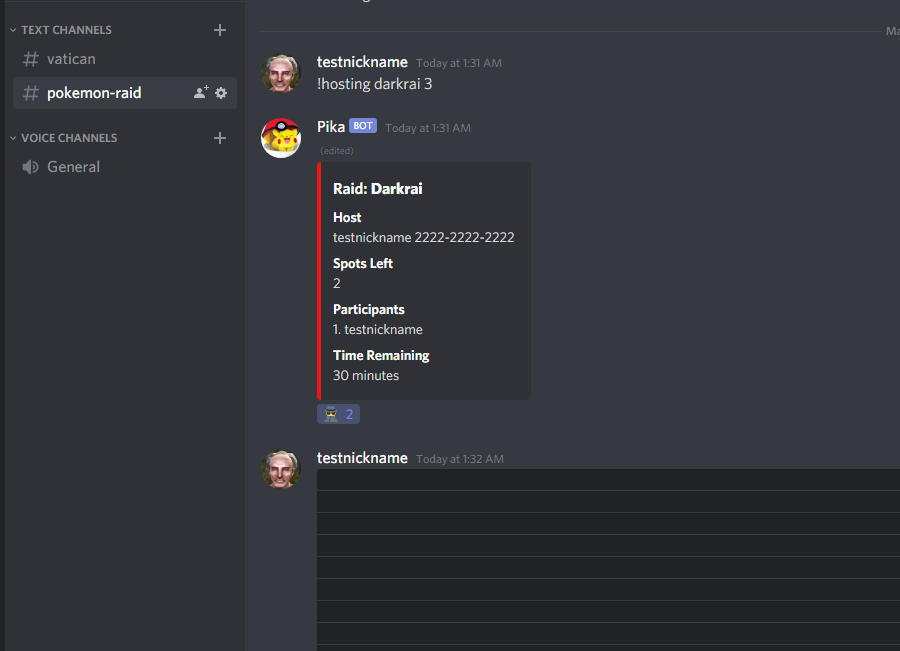 TEXT CHANNELS
vatican
pokemon-raid
VOICE CHANNELS
General
testnickname Today at 1:31 AM
!hosting darkrai 3
Pika BOT Today at 1:31 AM
(edited)
Raid: Darkrai
Host
testnickname 2222-2222-2222
Spots Left
2
Participants
1. testnickname
Time Remaining
30 minutes
2
testnickname Today at 1:32 AM